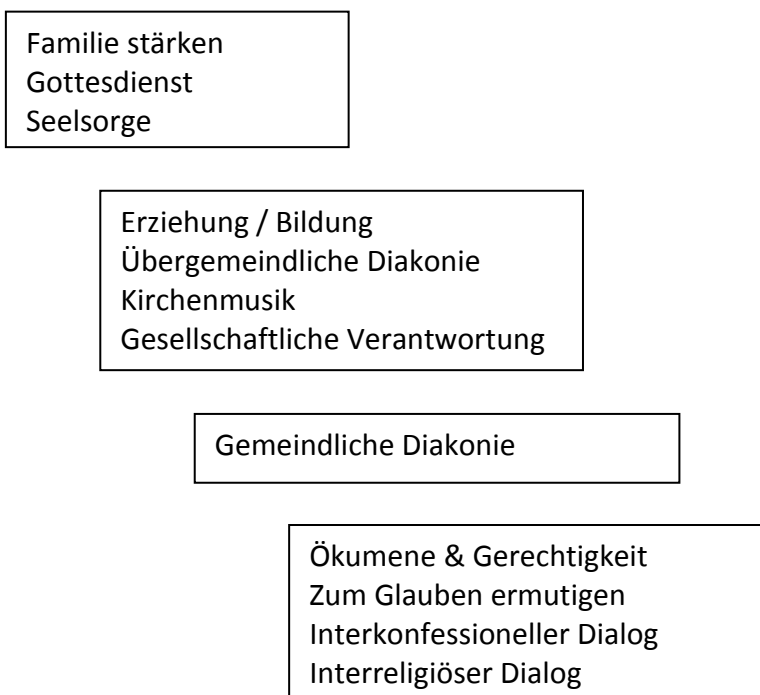 Familie stärken
Gottesdienst
Seelsorge
Erziehung / Bildung
Übergemeindliche Diakonie
Kirchenmusik
Gesellschaftliche Verantwortung
Gemeindliche Diakonie
Ökumene & Gerechtigkeit
Zum Glauben ermutigen
Interkonfessioneller Dialog
Interreligiöser Dialog